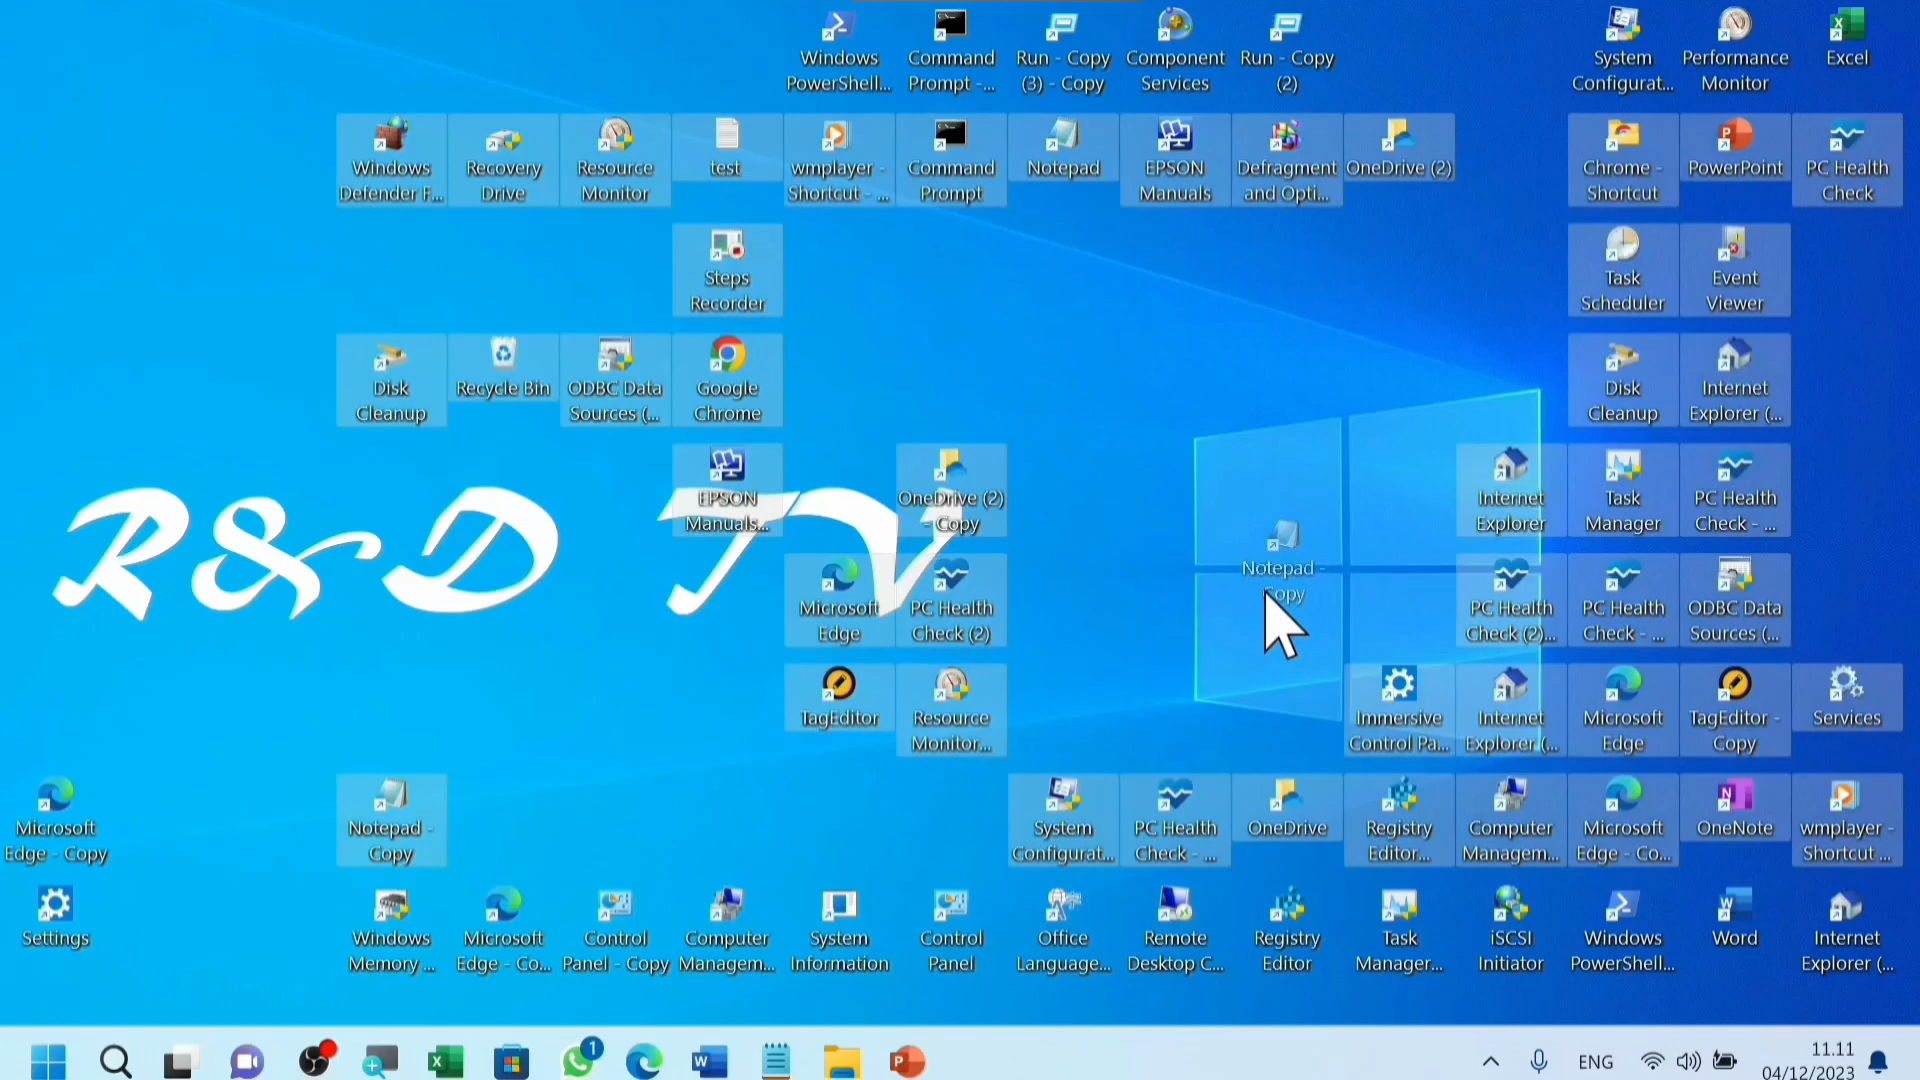 Windows PowerShell...
Command Prompt -...
Run - Copy (3) - Copy
Component Services
Run - Copy (2)
System Configurat...
Performance Monitor
Excel
Windows Defender F...
Recovery Drive
Resource Monitor
test
wmplayer - Shortcut - ...
Command Prompt
Notepad
EPSON Manuals
Defragment and Opti...
OneDrive (2)
Chrome - Shortcut
PowerPoint
PC Health Check
Steps Recorder
Task Scheduler
Event Viewer
Disk Cleanup
Recycle Bin
ODBC Data Sources (...
Google Chrome
Disk Cleanup
Internet Explorer (...
R&D TV
EPSON Manuals...
OneDrive (2) - Copy
Notepad - Copy
Internet Explorer
Task Manager
PC Health Check - ...
Microsoft Edge
PC Health Check (2)
PC Health Check (2)...
PC Health Check - ...
ODBC Data Sources (...
TagEditor
Resource Monitor...
Immersive Control Pa...
Internet Explorer (...
Microsoft Edge
TagEditor - Copy
Services
Microsoft Edge - Copy
Notepad - Copy
System Configurat...
PC Health Check - ...
OneDrive
Registry Editor...
Computer Managem...
Microsoft Edge - Co...
OneNote
wmplayer - Shortcut ...
Settings
Windows Memory ...
Microsoft Edge - Co...
Control Panel - Copy
Computer Managem...
System Information
Control Panel
Office Language...
Remote Desktop C...
Registry Editor
Task Manager...
iSCSI Initiator
Windows PowerShell...
Word
Internet Explorer (...
1
ENG
11.11
04/12/2023